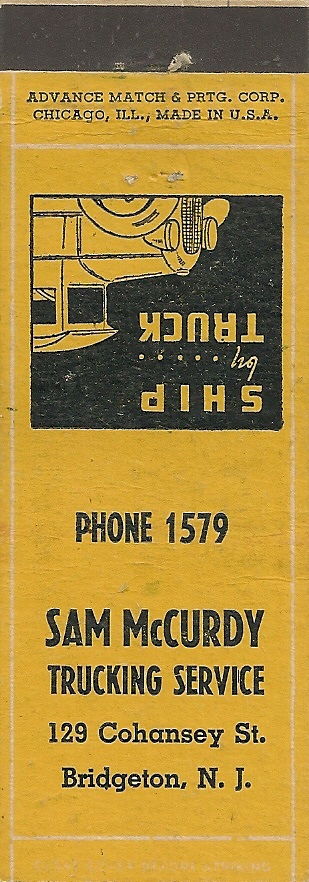 ADVANCE MATCH & PRTG. CORP.
CHICAGO, ILL., MADE IN U.S.A.
SHIP
by......
TRUCK
PHONE 1579
SAM McCURDY
TRUCKING SERVICE
129 Cohansey St.
Bridgeton, N. J.